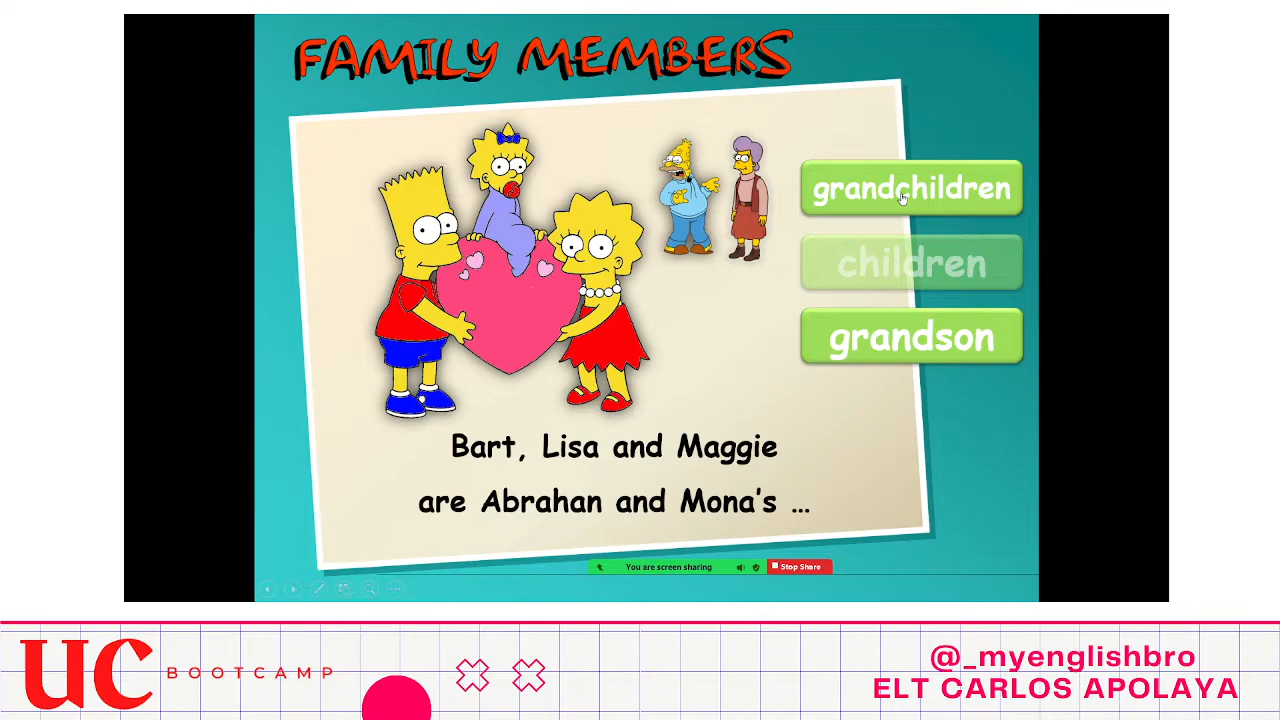 FAMILY MEMBERS
grandchildren
children
grandson
Bart, Lisa and Maggie
are Abrahan and Mona's ...
You are screen sharing
Stop Share
UC
BOOTCAMP
@_myenglishbro
ELT CARLOS APOLAYA